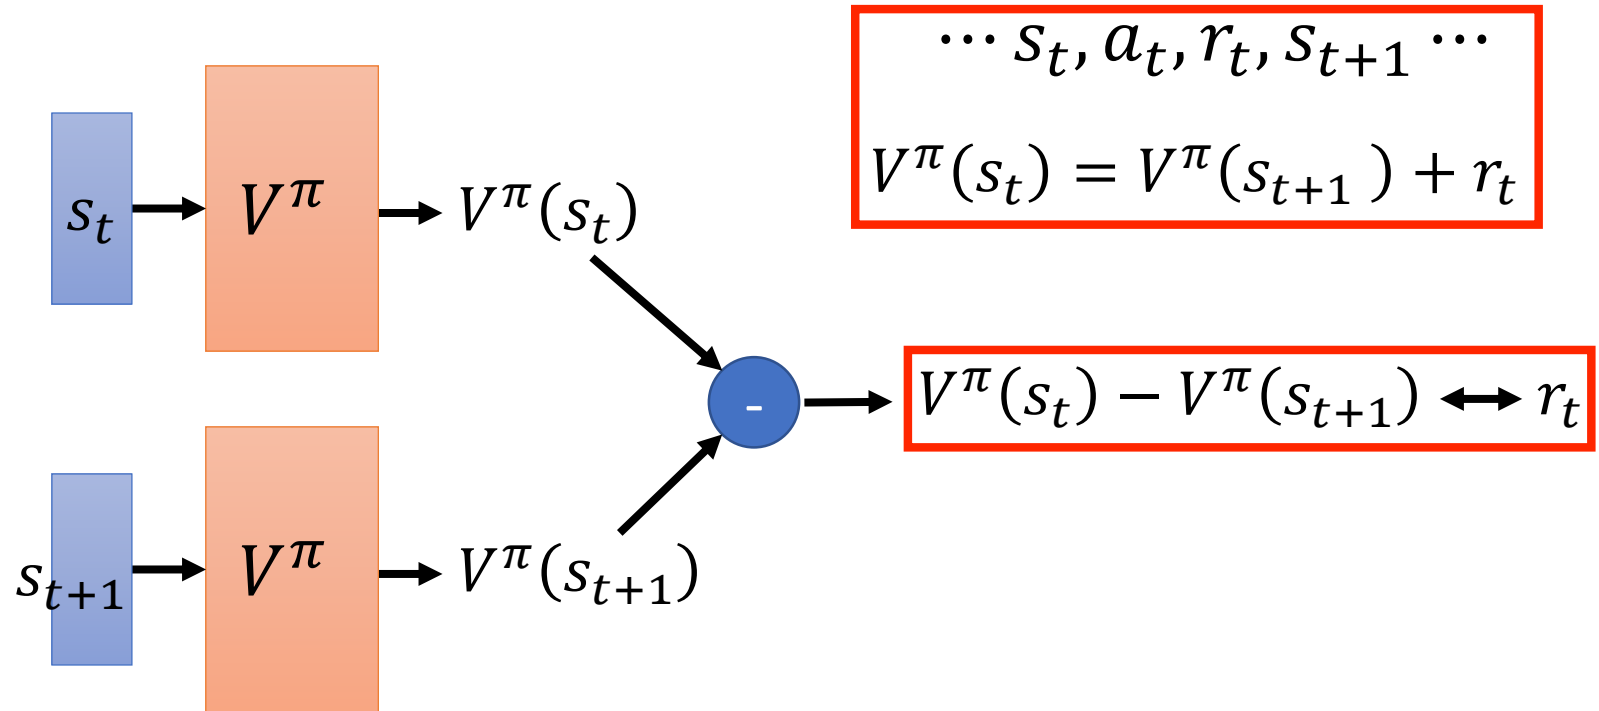 ⋯ s_t, a_t, r_t, s_{t+1} ⋯
V^π(s_t) = V^π(s_{t+1}) + r_t
s_t
V^π
V^π(s_t)
-
V^π(s_t) − V^π(s_{t+1}) ↔ r_t
s_{t+1}
V^π
V^π(s_{t+1})